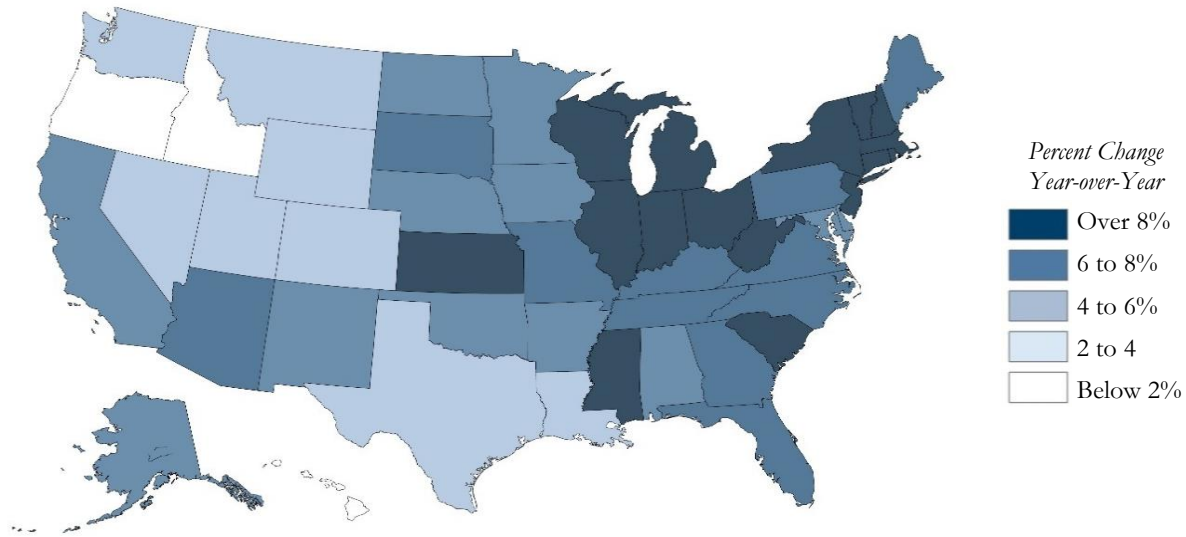 Percent Change
Year-over-Year
Over 8%
6 to 8%
4 to 6%
2 to 4
Below 2%